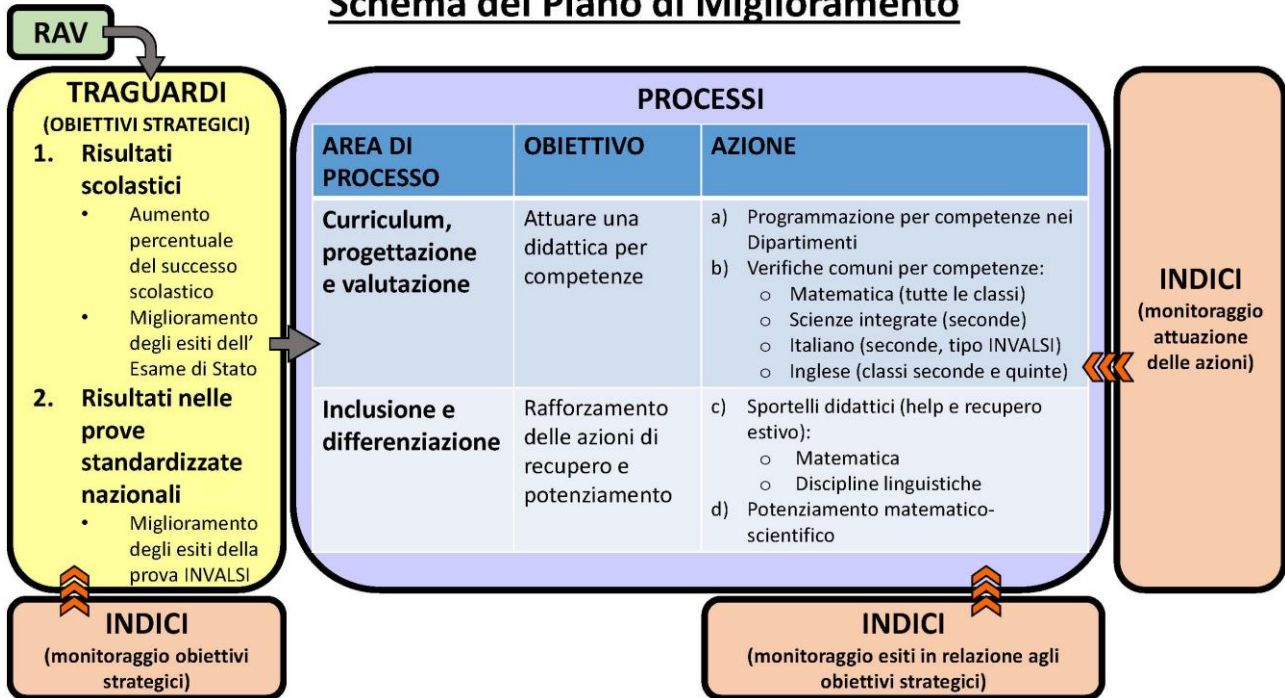 Schema del Piano di Miglioramento
RAV
TRAGUARDI
(OBIETTIVI STRATEGICI)
1. Risultati
scolastici
• Aumento
percentuale
del successo
scolastico
• Miglioramento
degli esiti dell'
Esame di Stato
2. Risultati nelle
prove
standardizzate
nazionali
• Miglioramento
degli esiti della
prova INVALSI
INDICI
(monitoraggio obiettivi
strategici)
PROCESSI
AREA DI
PROCESSO
OBIETTIVO
AZIONE
Curriculum,
progettazione
e valutazione
Attuare una
didattica per
competenze
a) Programmazione per competenze nei
Dipartimenti
b) Verifiche comuni per competenze:
o Matematica (tutte le classi)
o Scienze integrate (seconde)
o Italiano (seconde, tipo INVALSI)
o Inglese (classi seconde e quinte)
Inclusione e
differenziazione
Rafforzamento
delle azioni di
recupero e
potenziamento
c) Sportelli didattici (help e recupero
estivo):
o Matematica
o Discipline linguistiche
d) Potenziamento matematico-
scientifico
INDICI
(monitoraggio esiti in relazione agli
obiettivi strategici)
INDICI
(monitoraggio
attuazione
delle azioni)